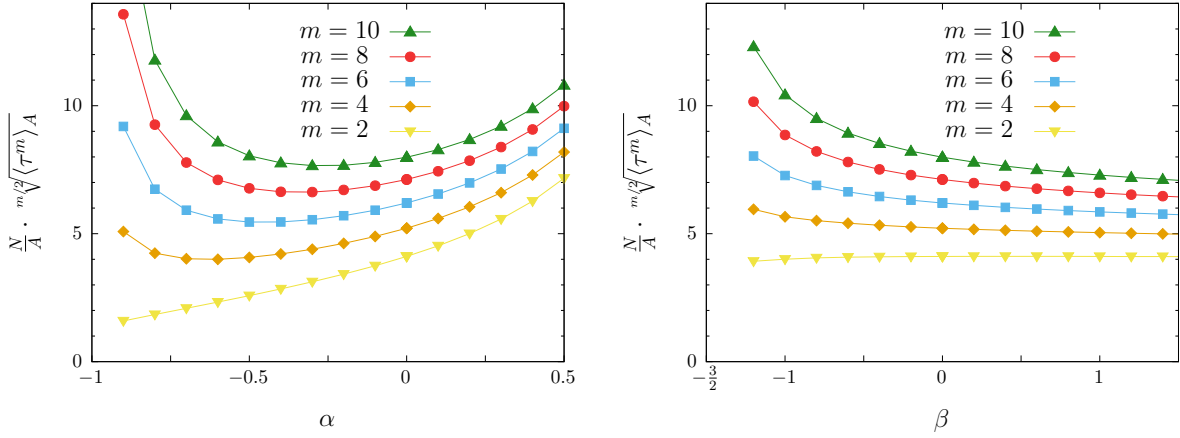 m = 10
m = 8
m = 6
m = 4
m = 2
10
5
0
−1
−0.5
0
0.5
α
N/A · ^{m/2}√⟨τ^m⟩_A
m = 10
m = 8
m = 6
m = 4
m = 2
10
5
0
−3/2
−1
0
1
β
N/A · ^{m/2}√⟨τ^m⟩_A